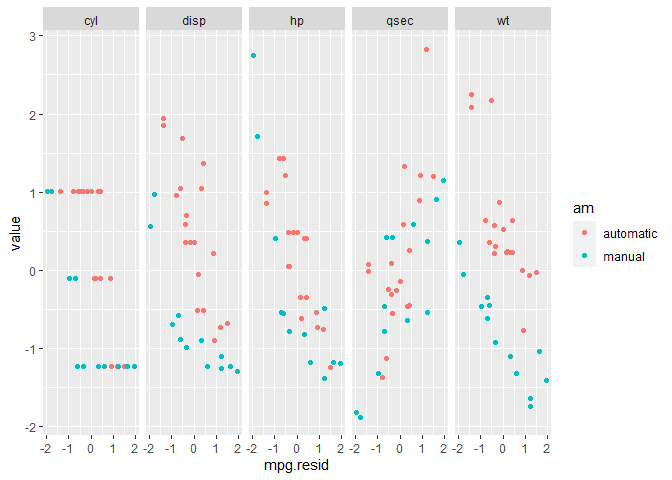 cyl disp hp qsec wt
3
2
1
0
-1
-2
value
-2 -1 0 1 2 -2 -1 0 1 2 -2 -1 0 1 2 -2 -1 0 1 2 -2 -1 0 1 2
mpg.resid
am
automatic
manual